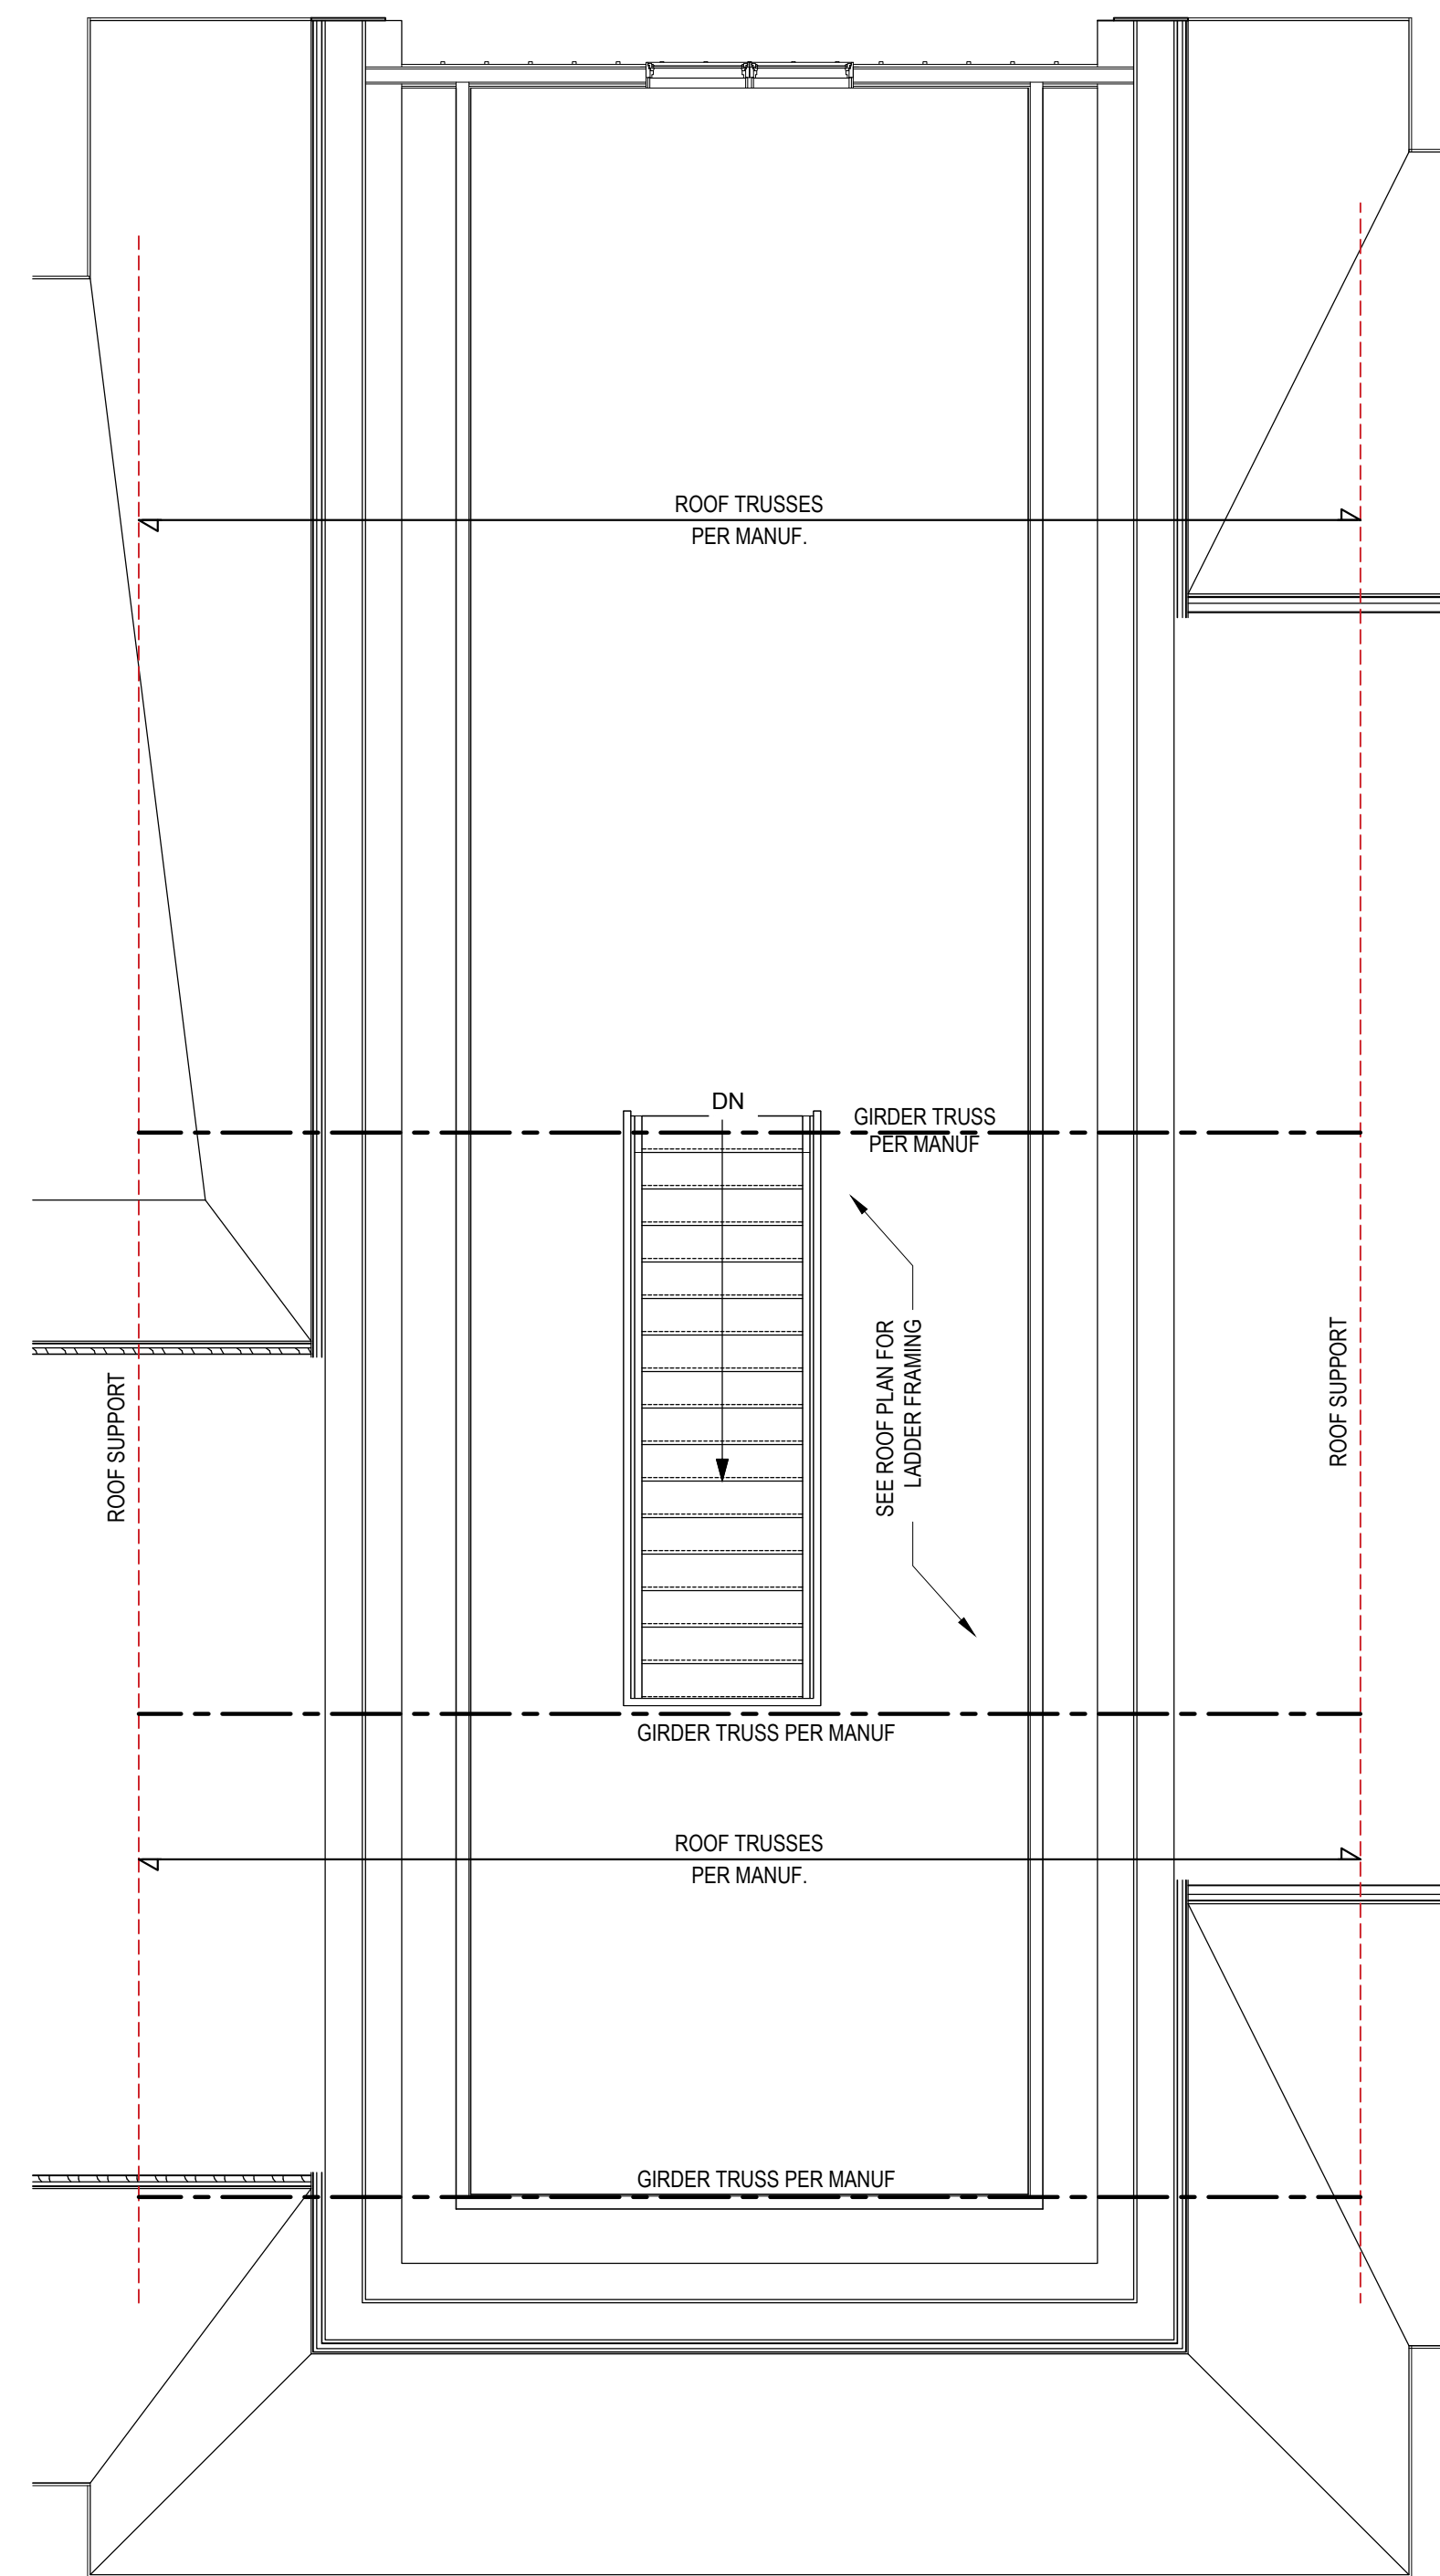 ROOF TRUSSES
PER MANUF.
DN
GIRDER TRUSS
PER MANUF
SEE ROOF PLAN FOR
LADDER FRAMING
ROOF SUPPORT
ROOF SUPPORT
GIRDER TRUSS PER MANUF
ROOF TRUSSES
PER MANUF.
GIRDER TRUSS PER MANUF